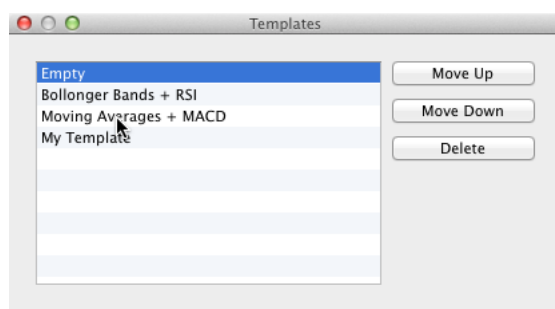 Templates
Empty
Bollonger Bands + RSI
Moving Averages + MACD
My Template
Move Up
Move Down
Delete